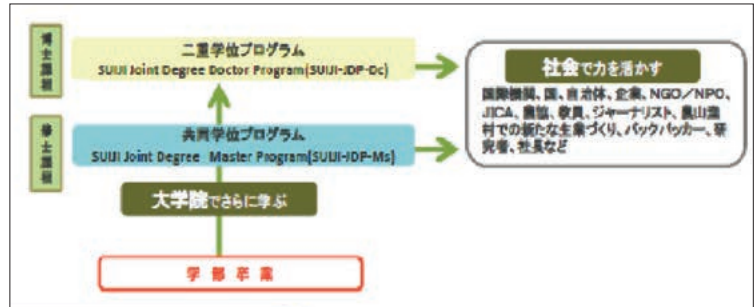 博士課程
二重学位プログラム
SUIJI Joint Degree Doctor Program(SUIJI-JDP-Dc)
修士課程
共同学位プログラム
SUIJI Joint Degree Master Program(SUIJI-JDP-Ms)
大学院でさらに学ぶ
学部卒業
社会で力を活かす
国際機関、国、自治体、企業、NGO/NPO、
JICA、農協、教員、ジャーナリスト、農山漁
村での新たな生業づくり、バックパッカー、研
究者、社長など